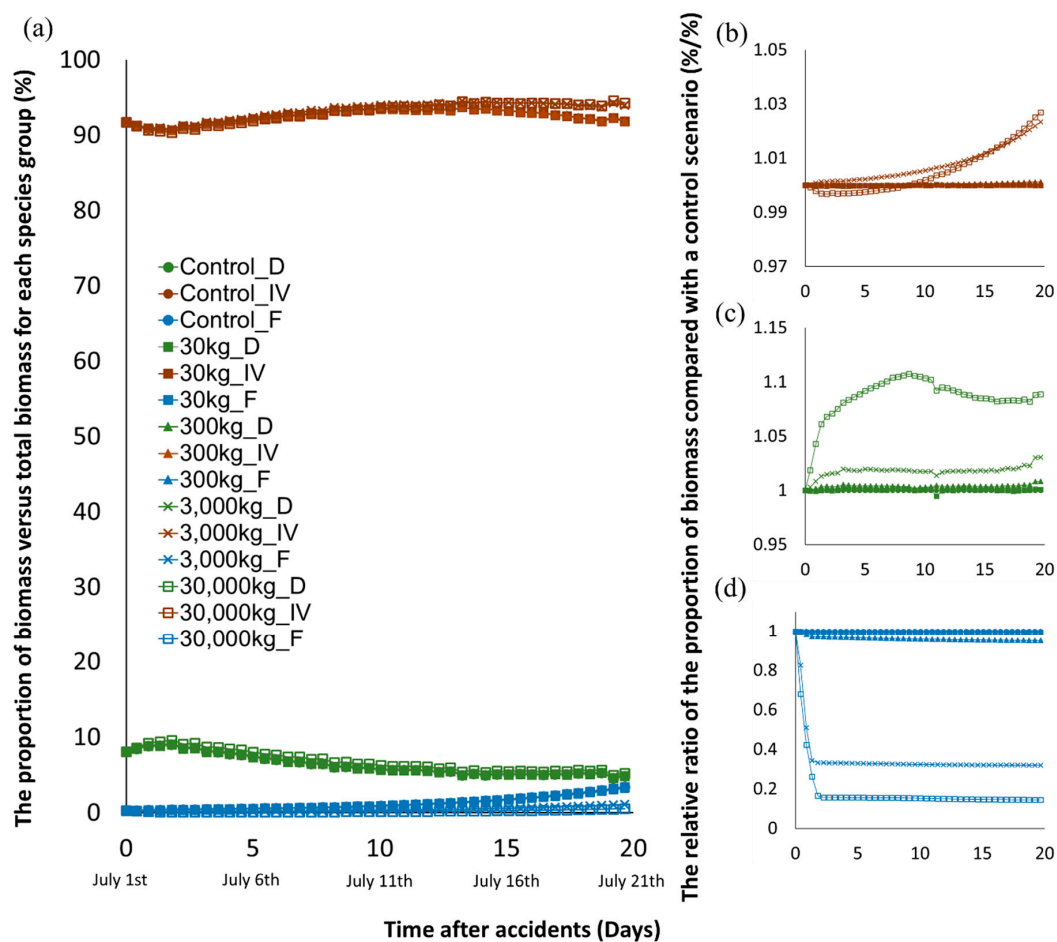 (a)
The proportion of biomass versus total biomass for each species group (%)
100
90
80
70
60
50
40
30
20
10
0
Control_D
Control_IV
Control_F
30kg_D
30kg_IV
30kg_F
300kg_D
300kg_IV
300kg_F
3,000kg_D
3,000kg_IV
3,000kg_F
30,000kg_D
30,000kg_IV
30,000kg_F
0 5 10 15 20
July 1st July 6th July 11th July 16th July 21th
Time after accidents (Days)
The relative ratio of the proportion of biomass compared with a control scenario (%/%)
(b)
1.05
1.03
1.01
0.99
0.97
0 5 10 15 20
(c)
1.15
1.1
1.05
1
0.95
0 5 10 15 20
(d)
1
0.8
0.6
0.4
0.2
0
0 5 10 15 20